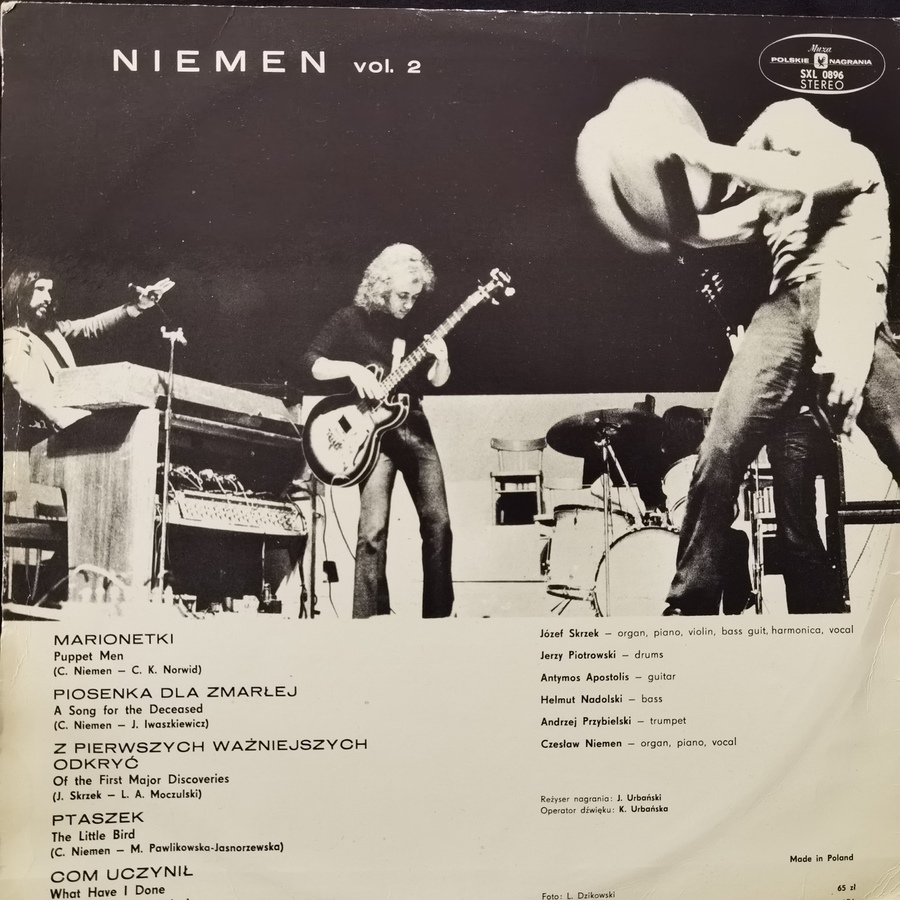 NIEMEN vol. 2
Muza
POLSKIE NAGRANIA
SXL 0896
STEREO
MARIONETKI
Puppet Men
(C. Niemen — C. K. Norwid)
PIOSENKA DLA ZMARŁEJ
A Song for the Deceased
(C. Niemen — J. Iwaszkiewicz)
Z PIERWSZYCH WAŻNIEJSZYCH
ODKRYĆ
Of the First Major Discoveries
(J. Skrzek — L. A. Moczulski)
PTASZEK
The Little Bird
(C. Niemen — M. Pawlikowska-Jasnorzewska)
COM UCZYNIŁ
What Have I Done
Józef Skrzek — organ, piano, violin, bass guit, harmonica, vocal
Jerzy Piotrowski — drums
Antymos Apostolis — guitar
Helmut Nadolski — bass
Andrzej Przybielski — trumpet
Czesław Niemen — organ, piano, vocal
Reżyser nagrania: J. Urbański
Operator dźwięku: K. Urbańska
Made in Poland
65 zł
Foto: L. Dzikowski